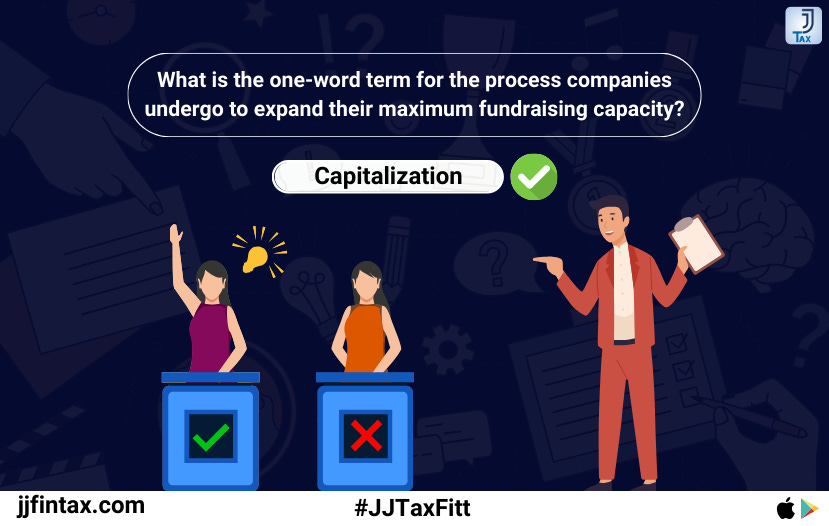 J
TAX
What is the one-word term for the process companies
undergo to expand their maximum fundraising capacity?
Capitalization
jjfintax.com
#JJTaxFitt